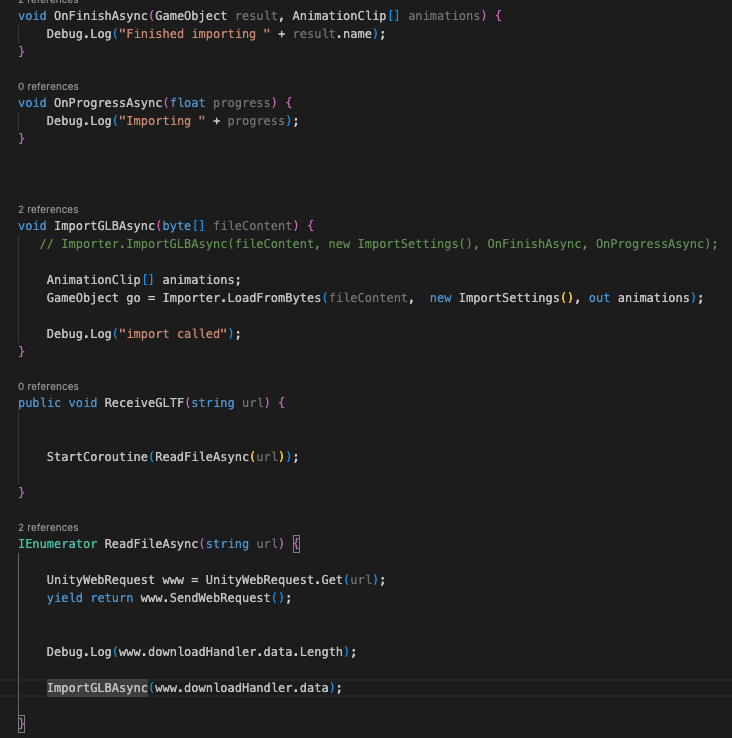 2 references
void OnFinishAsync(GameObject result, AnimationClip[] animations) {
Debug.Log("Finished importing " + result.name);
}
0 references
void OnProgressAsync(float progress) {
Debug.Log("Importing " + progress);
}
2 references
void ImportGLBAsync(byte[] fileContent) {
// Importer.ImportGLBAsync(fileContent, new ImportSettings(), OnFinishAsync, OnProgressAsync);
AnimationClip[] animations;
GameObject go = Importer.LoadFromBytes(fileContent,  new ImportSettings(), out animations);
Debug.Log("import called");
}
0 references
public void ReceiveGLTF(string url) {
StartCoroutine(ReadFileAsync(url));
}
2 references
IEnumerator ReadFileAsync(string url) {
UnityWebRequest www = UnityWebRequest.Get(url);
yield return www.SendWebRequest();
Debug.Log(www.downloadHandler.data.Length);
ImportGLBAsync(www.downloadHandler.data);
}